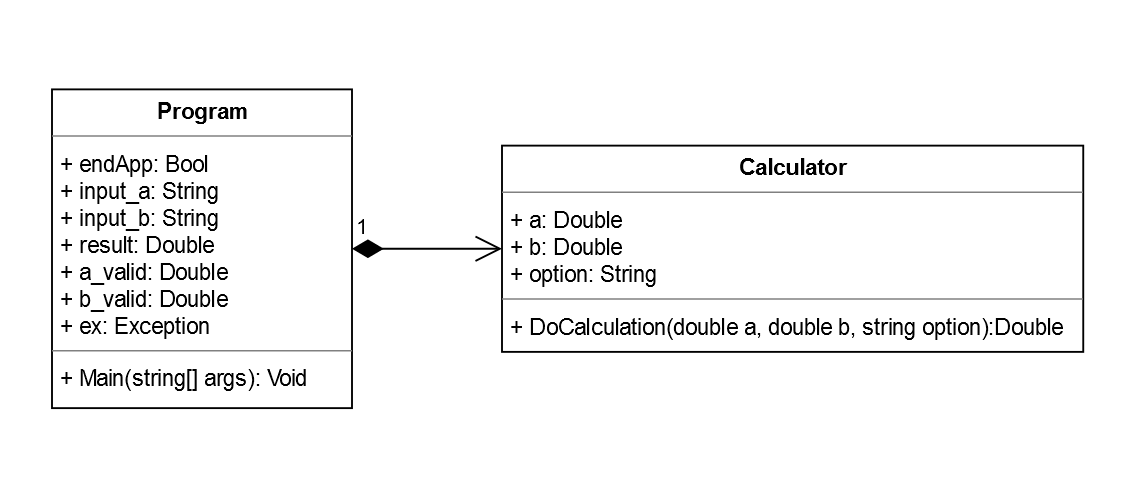 Program
+ endApp: Bool
+ input_a: String
+ input_b: String
+ result: Double
+ a_valid: Double
+ b_valid: Double
+ ex: Exception
+ Main(string[] args): Void
1
Calculator
+ a: Double
+ b: Double
+ option: String
+ DoCalculation(double a, double b, string option):Double